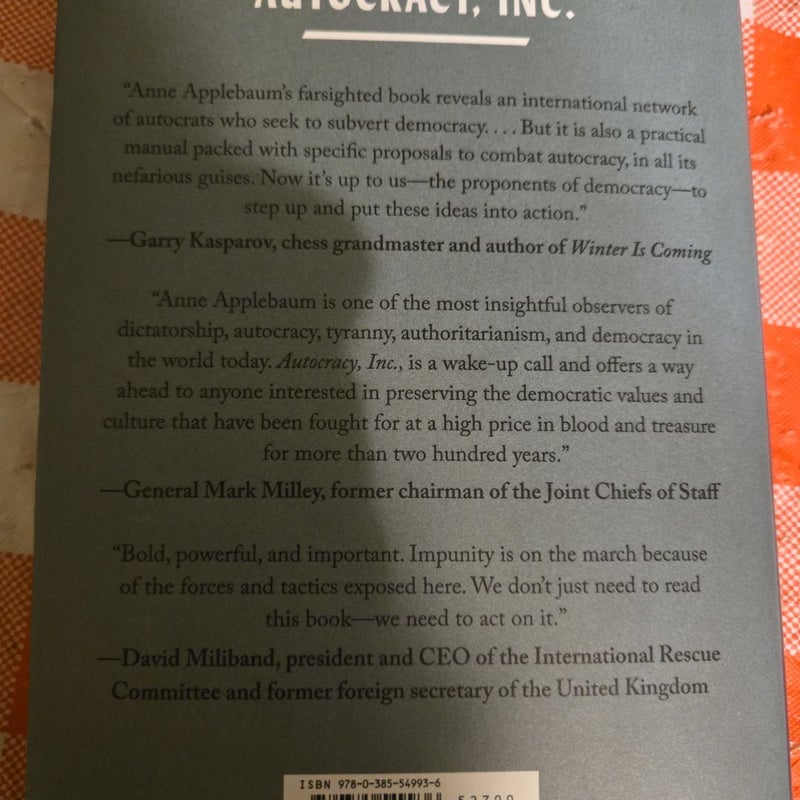 AUTOCRACY, INC.
“Anne Applebaum’s farsighted book reveals an international network
of autocrats who seek to subvert democracy. . . . But it is also a practical
manual packed with specific proposals to combat autocracy, in all its
nefarious guises. Now it’s up to us—the proponents of democracy—to
step up and put these ideas into action.”
—Garry Kasparov, chess grandmaster and author of Winter Is Coming
“Anne Applebaum is one of the most insightful observers of
dictatorship, autocracy, tyranny, authoritarianism, and democracy in
the world today. Autocracy, Inc., is a wake-up call and offers a way
ahead to anyone interested in preserving the democratic values and
culture that have been fought for at a high price in blood and treasure
for more than two hundred years.”
—General Mark Milley, former chairman of the Joint Chiefs of Staff
“Bold, powerful, and important. Impunity is on the march because
of the forces and tactics exposed here. We don’t just need to read
this book—we need to act on it.”
—David Miliband, president and CEO of the International Rescue
Committee and former foreign secretary of the United Kingdom
ISBN 978-0-385-54993-6
52700